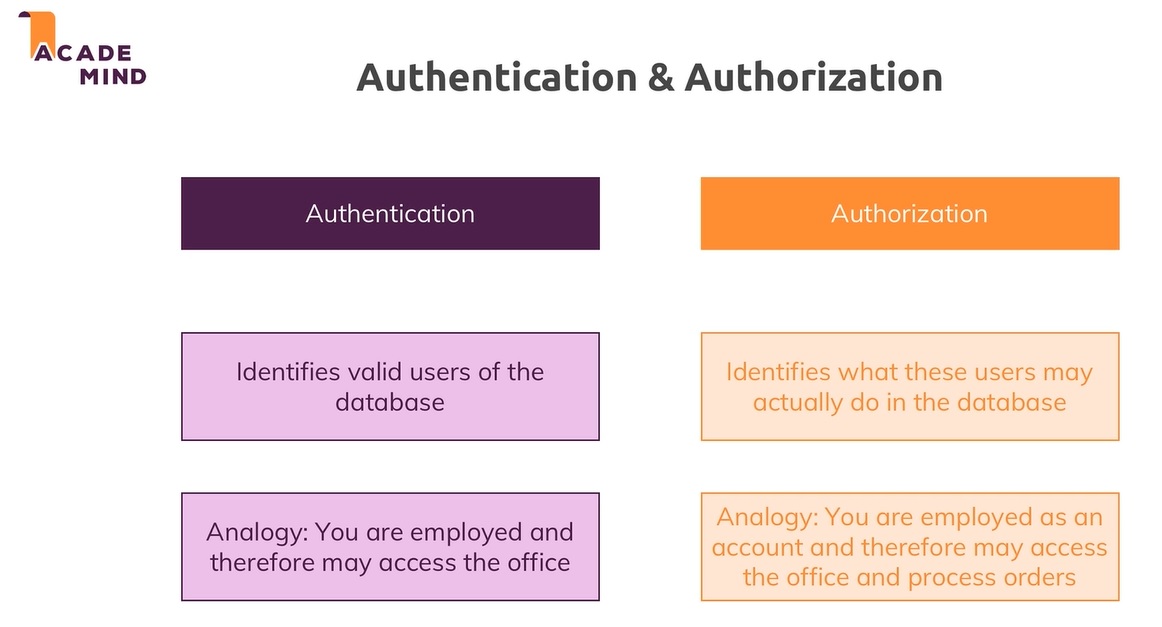 ACADE
MIND
Authentication & Authorization
Authentication
Authorization
Identifies valid users of the
database
Identifies what these users may
actually do in the database
Analogy: You are employed and
therefore may access the office
Analogy: You are employed as an
account and therefore may access
the office and process orders